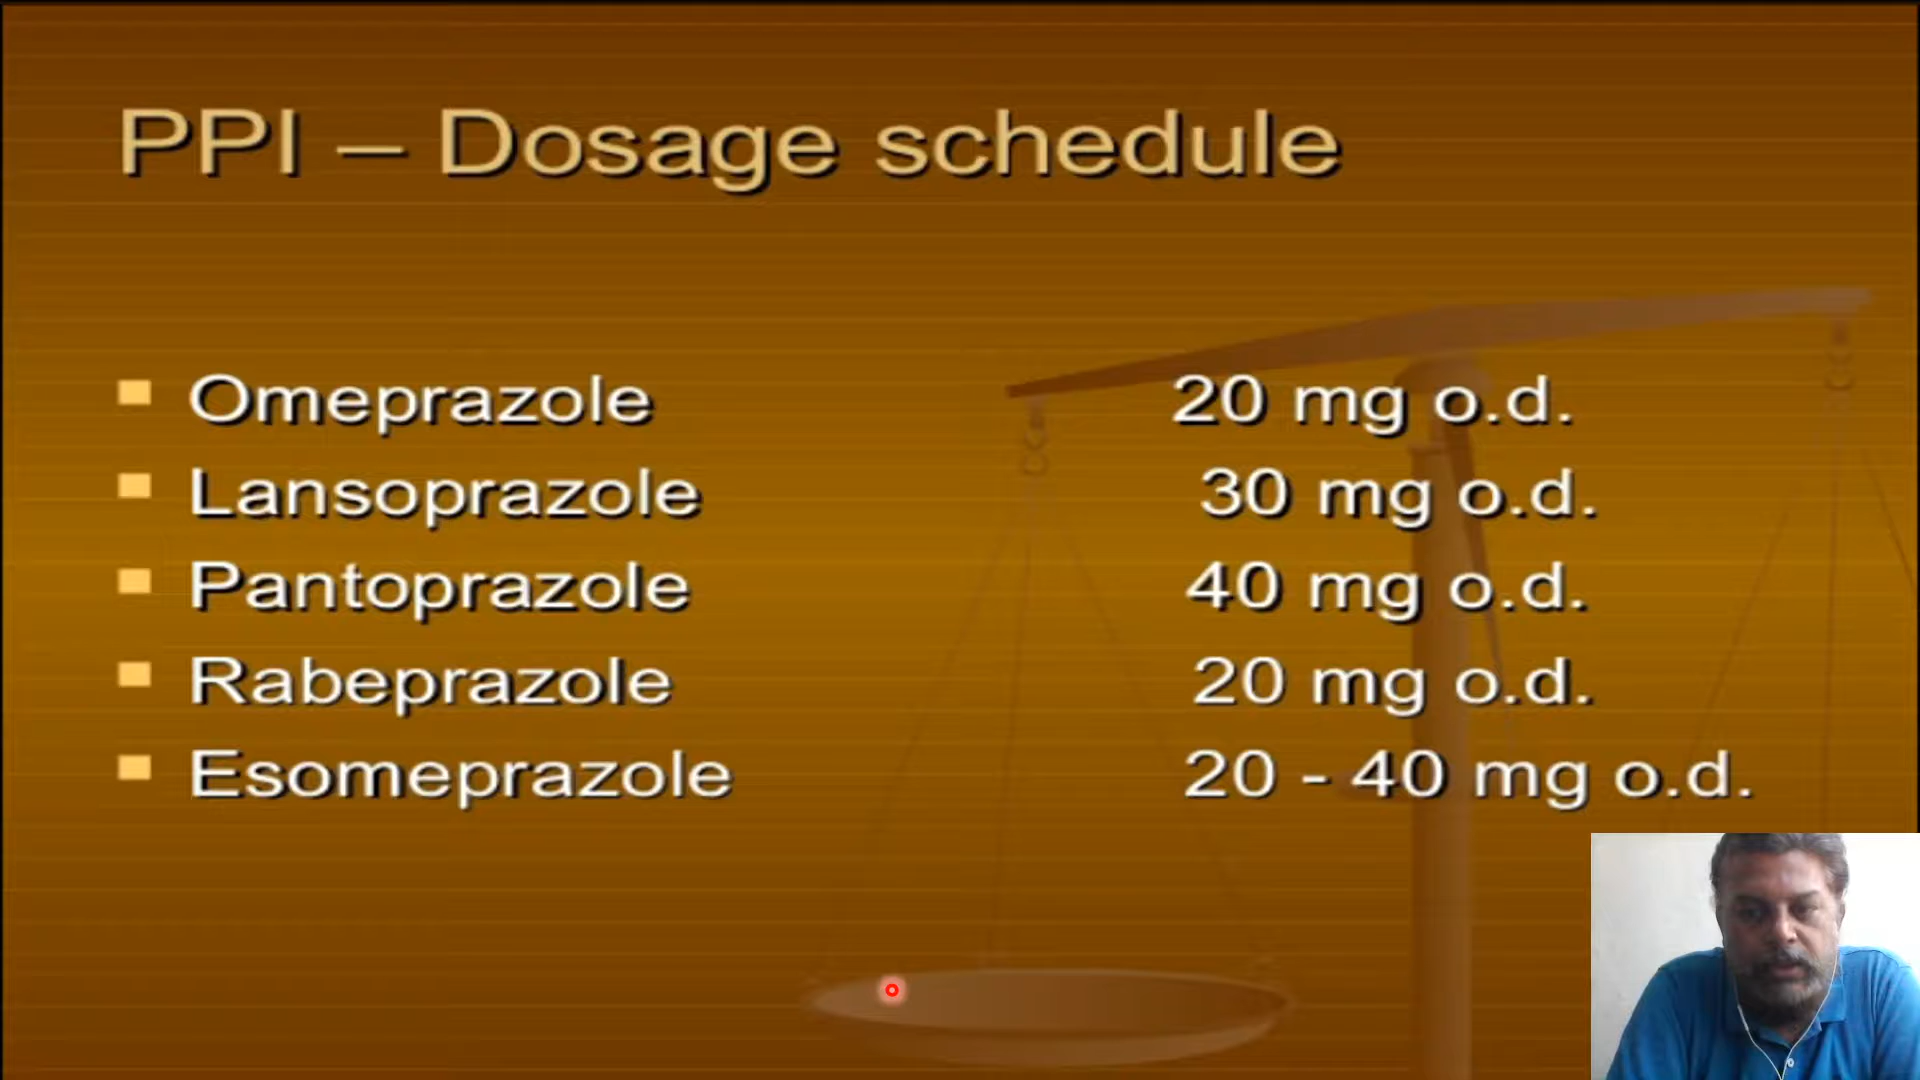 PPI – Dosage schedule
Omeprazole 20 mg o.d.
Lansoprazole 30 mg o.d.
Pantoprazole 40 mg o.d.
Rabeprazole 20 mg o.d.
Esomeprazole 20 - 40 mg o.d.